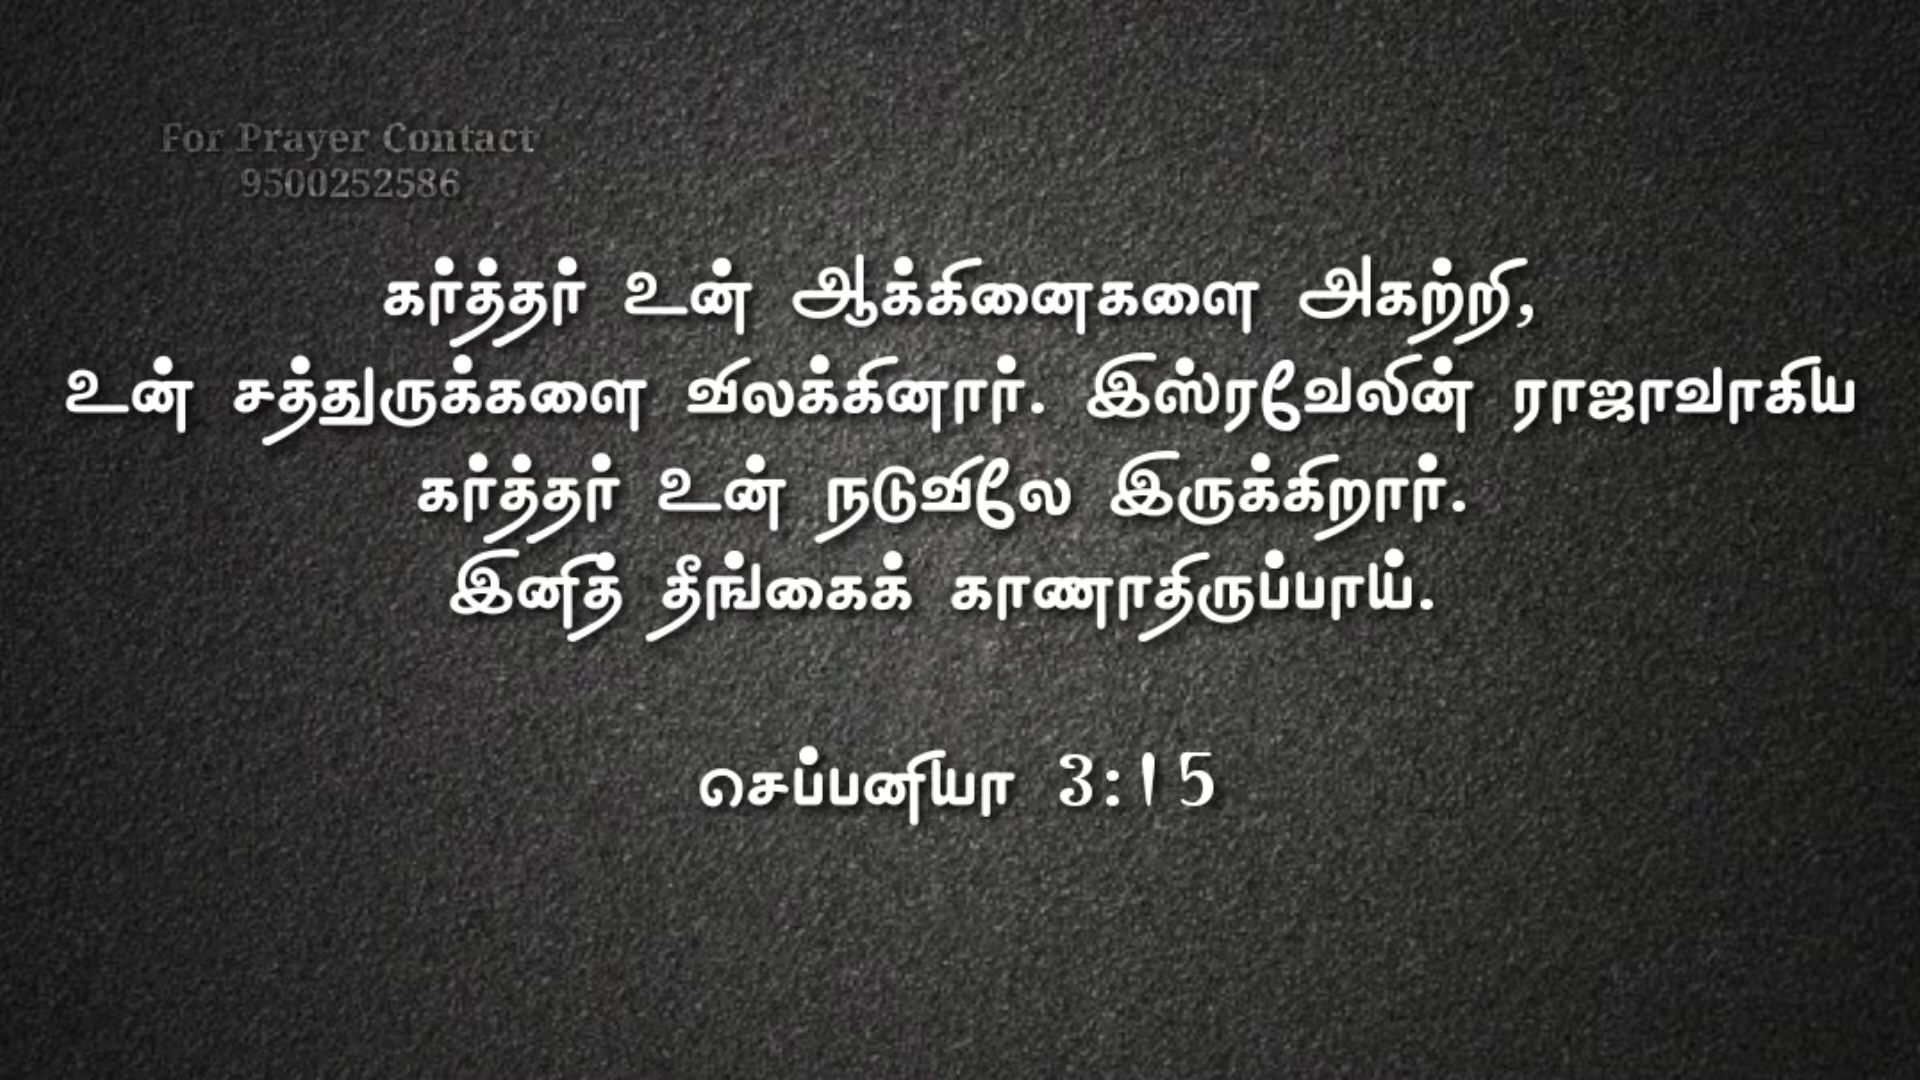 For Prayer Contact
9500252586
கர்த்தர் உன் ஆக்கினைகளை அகற்றி,
உன் சத்துருக்களை விலக்கினார். இஸ்ரவேலின் ராஜாவாகிய
கர்த்தர் உன் நடுவிலே இருக்கிறார்.
இனித் தீங்கைக் காணாதிருப்பாய்.
செப்பனியா 3:15